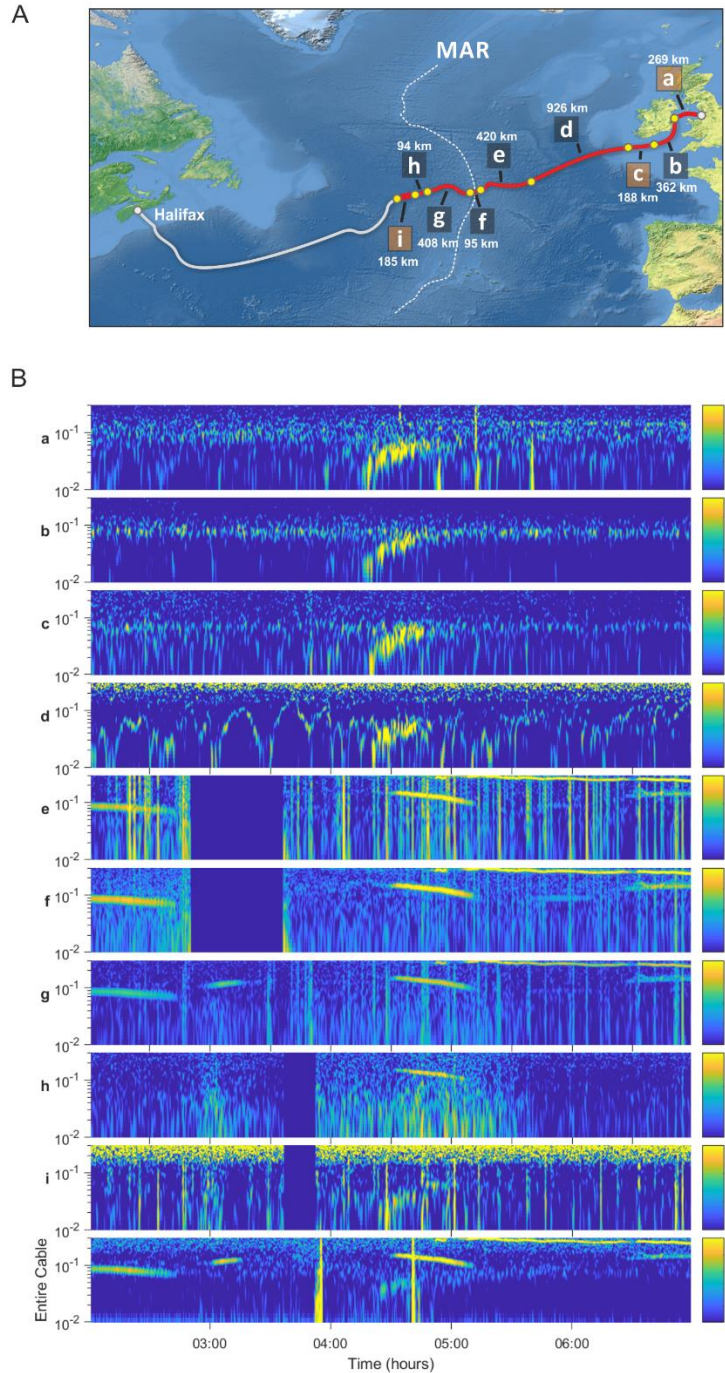 A
MAR
269 km
a
926 km
d
420 km
e
94 km
h
c
b
362 km
188 km
g
f
408 km
95 km
i
185 km
Halifax
B
a
10-1
10-2
b
10-1
10-2
c
10-1
10-2
d
10-1
10-2
e
10-1
10-2
f
10-1
10-2
g
10-1
10-2
h
10-1
10-2
i
10-1
10-2
Entire Cable
10-1
10-2
03:00 04:00 05:00 06:00
Time (hours)